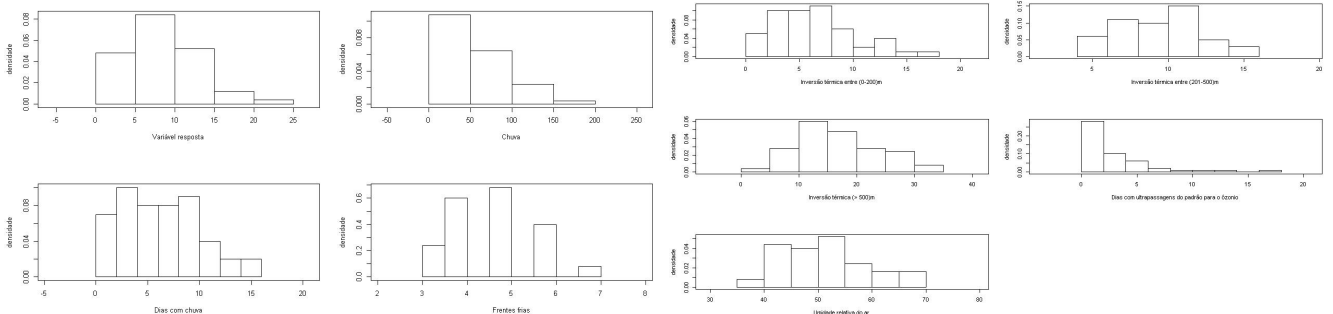 densidade
0.00 0.02 0.04 0.06 0.08
-5 0 5 10 15 20 25
Variável resposta
densidade
0.000 0.004 0.008
-50 0 50 100 150 200 250
Chuva
densidade
0.00 0.04 0.08
0 5 10 15 20
Inversão térmica entre (0-200)m
densidade
0.00 0.05 0.10 0.15
5 10 15 20
Inversão térmica entre (201-500)m
densidade
0.00 0.02 0.04 0.06
0 10 20 30 40
Inversão térmica (> 500)m
densidade
0.00 0.10 0.20
0 5 10 15 20
Dias com ultrapassagens do padrão para o ôzonio
densidade
0.00 0.04 0.08
-5 0 5 10 15 20
Dias com chuva
densidade
0.0 0.2 0.4 0.6
2 3 4 5 6 7 8
Frentes frias
densidade
0.00 0.02 0.04
30 40 50 60 70 80
Umidade relativa do ar